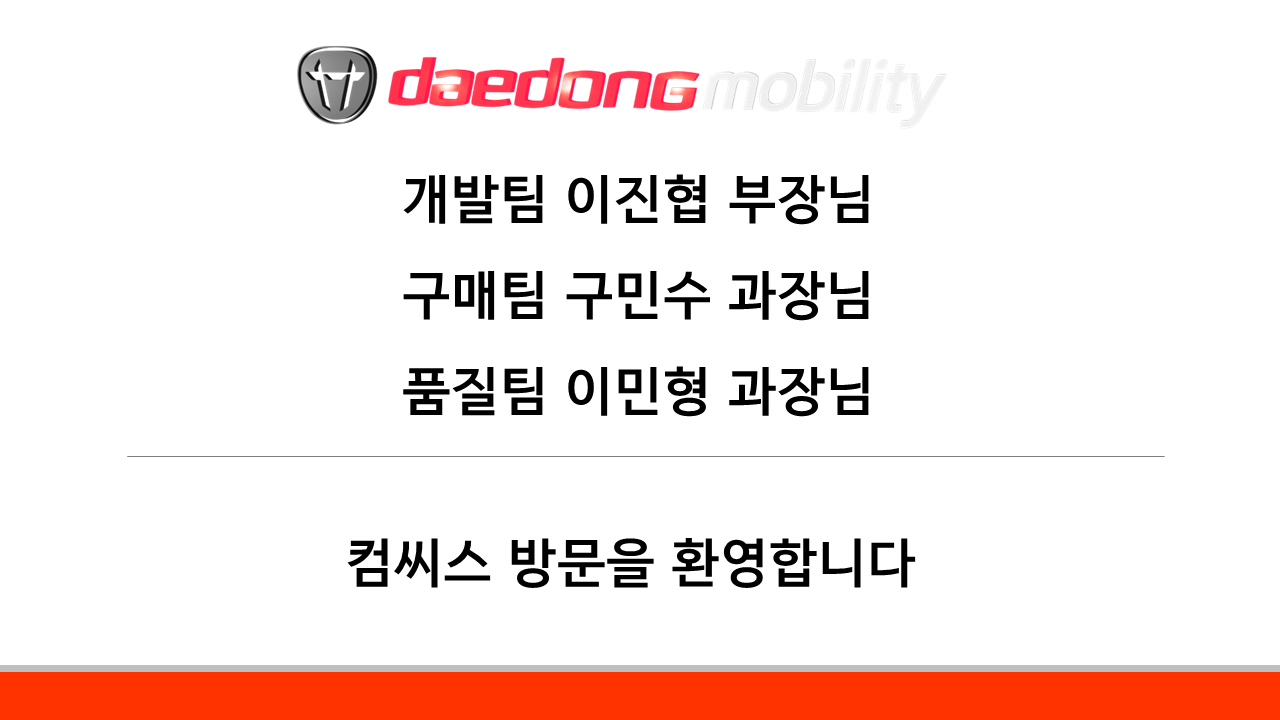 daedong mobility
개발팀 이진협 부장님
구매팀 구민수 과장님
품질팀 이민형 과장님
컴씨스 방문을 환영합니다